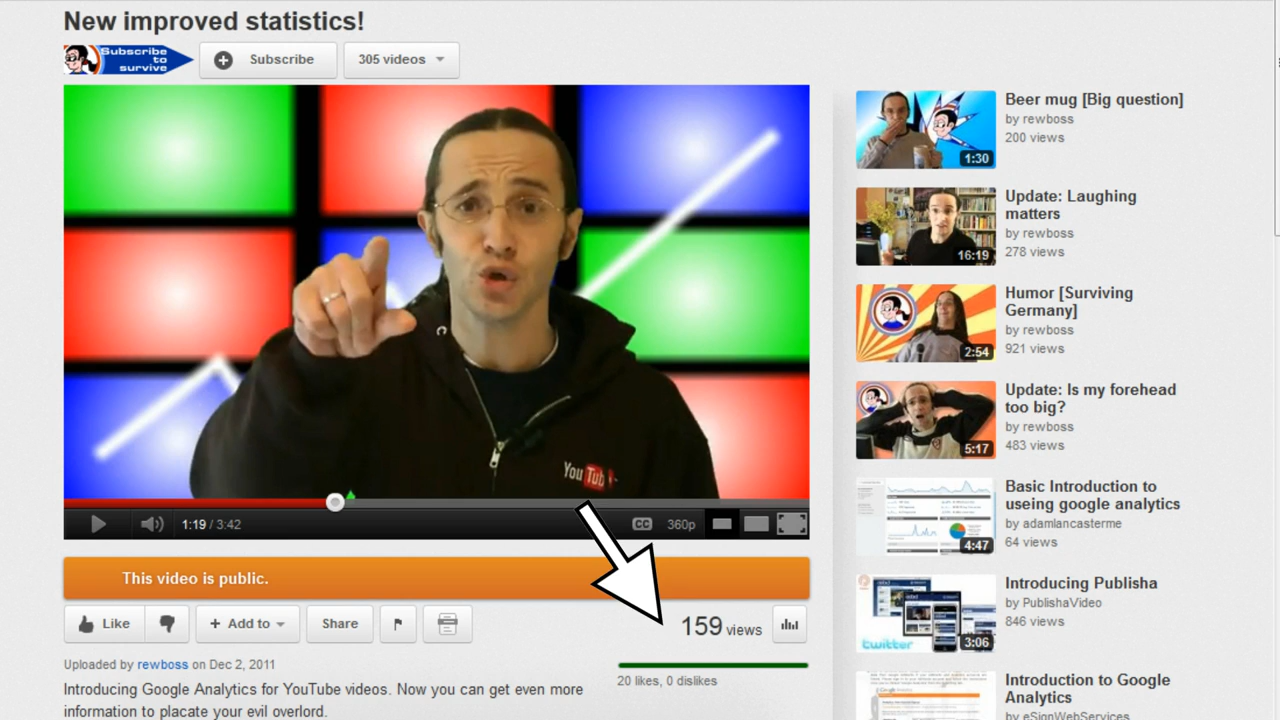 New improved statistics!
Subscribe
to
survive
Subscribe
305 videos
YouTub
1:19 / 3:42
CC
360p
This video is public.
Like
+ Add to
Share
159 views
Uploaded by rewboss on Dec 2, 2011
20 likes, 0 dislikes
Introducing Google Analytics YouTube videos. Now you can get even more
information to placate your evil overlord.
Beer mug [Big question]
by rewboss
200 views
1:30
Update: Laughing
matters
by rewboss
278 views
16:19
Humor [Surviving
Germany]
by rewboss
921 views
2:54
Update: Is my forehead
too big?
by rewboss
483 views
5:17
Basic Introduction to
useing google analytics
by adamlancasterme
64 views
4:47
Introducing Publisha
by PublishaVideo
846 views
twitter
3:06
Introduction to Google
Analytics
by eSignWebServices